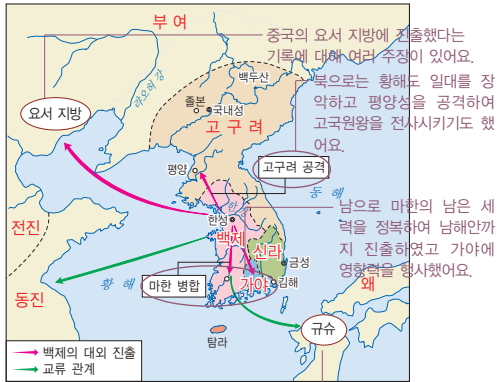 부여
중국의 요서 지방에 진출했다는
기록에 대해 여러 주장이 있어요.
백두산
랴오허 강
북으로는 황해도 일대를 장
악하고 평양성을 공격하여
고국원왕을 전사시키기도 했
어요.
졸본
국내성
요서 지방
고구려
평양
고구려 공격
동해
남으로 마한의 남은 세
력을 정복하여 남해안까
지 진출하였고 가야에
영향력을 행사했어요.
한성
한강
전진
백제
신라
금성
황해
마한 병합
가야
김해
왜
동진
규슈
탐라
백제의 대외 진출
교류 관계